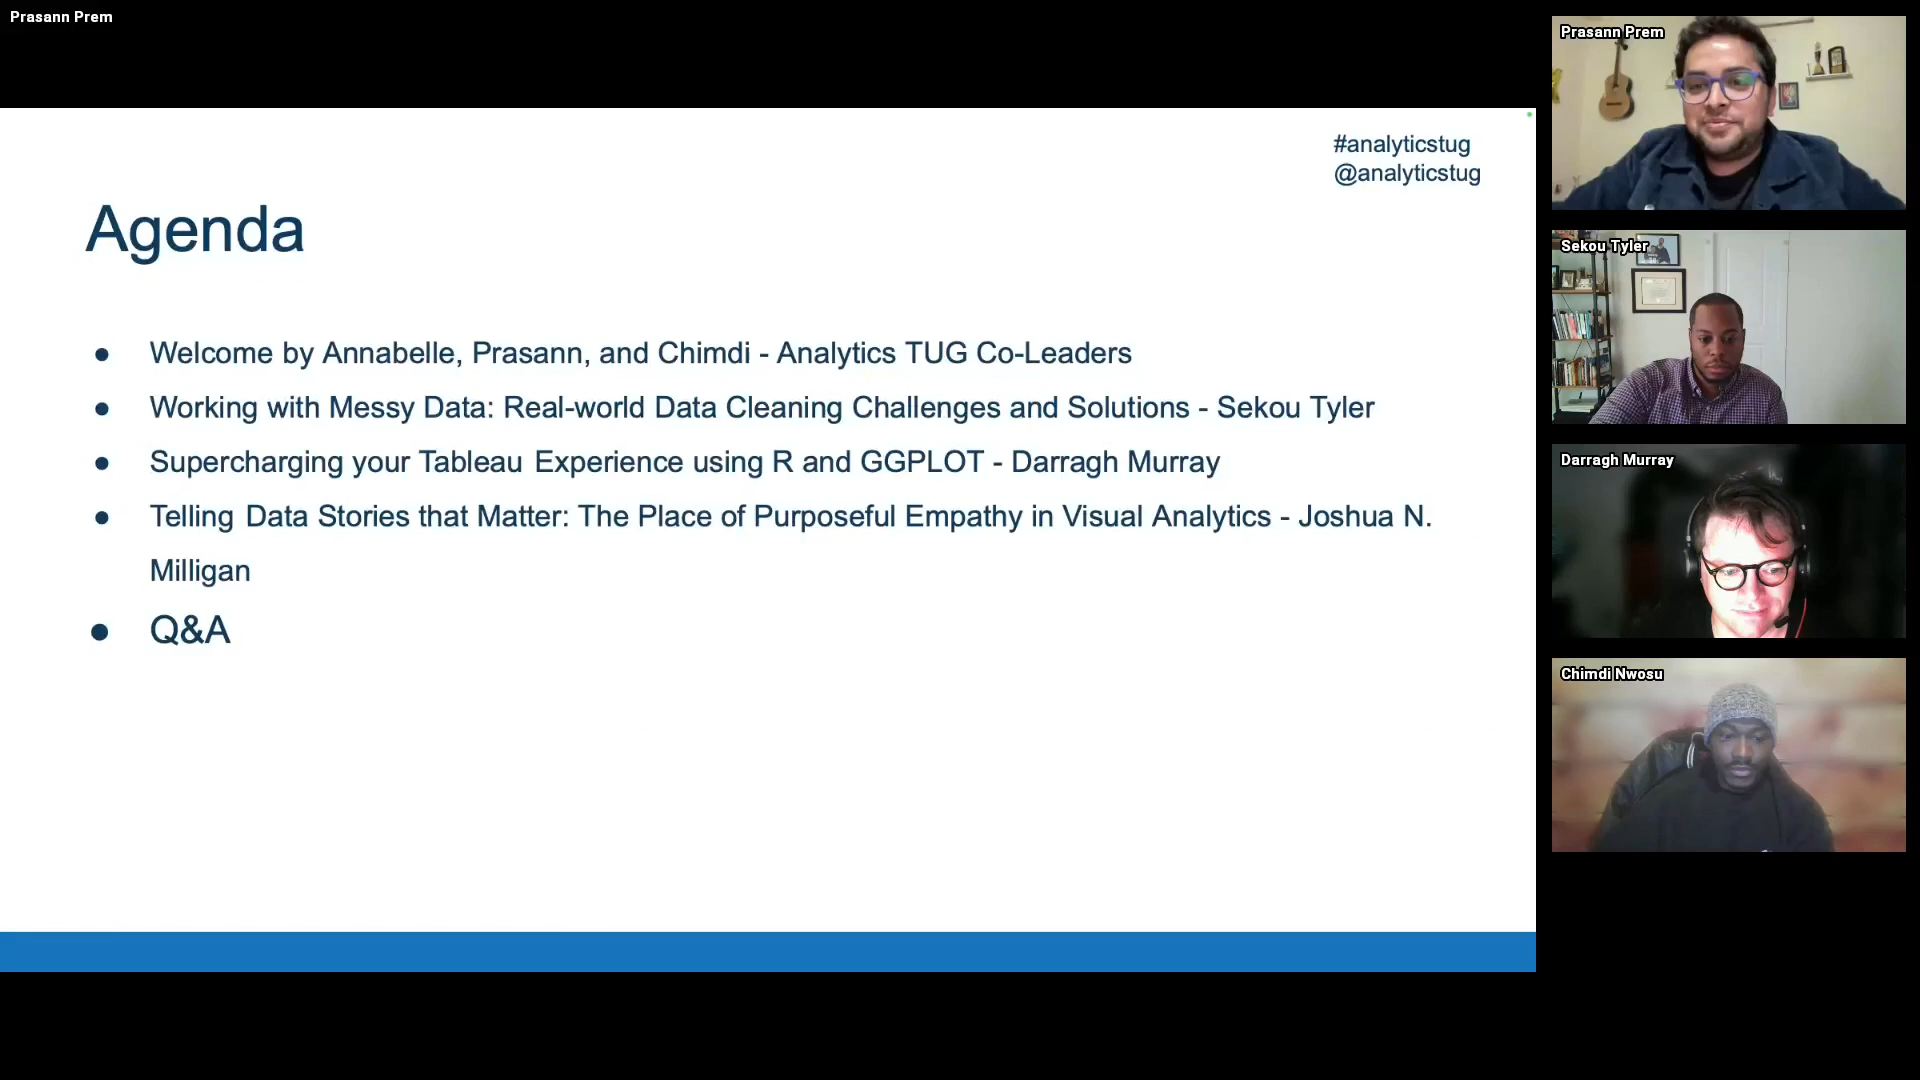 Prasann Prem
#analyticstug
@analyticstug
Agenda
● Welcome by Annabelle, Prasann, and Chimdi - Analytics TUG Co-Leaders
● Working with Messy Data: Real-world Data Cleaning Challenges and Solutions - Sekou Tyler
● Supercharging your Tableau Experience using R and GGPLOT - Darragh Murray
● Telling Data Stories that Matter: The Place of Purposeful Empathy in Visual Analytics - Joshua N.
Milligan
● Q&A
Prasann Prem
Sekou Tyler
Darragh Murray
Chimdi Nwosu